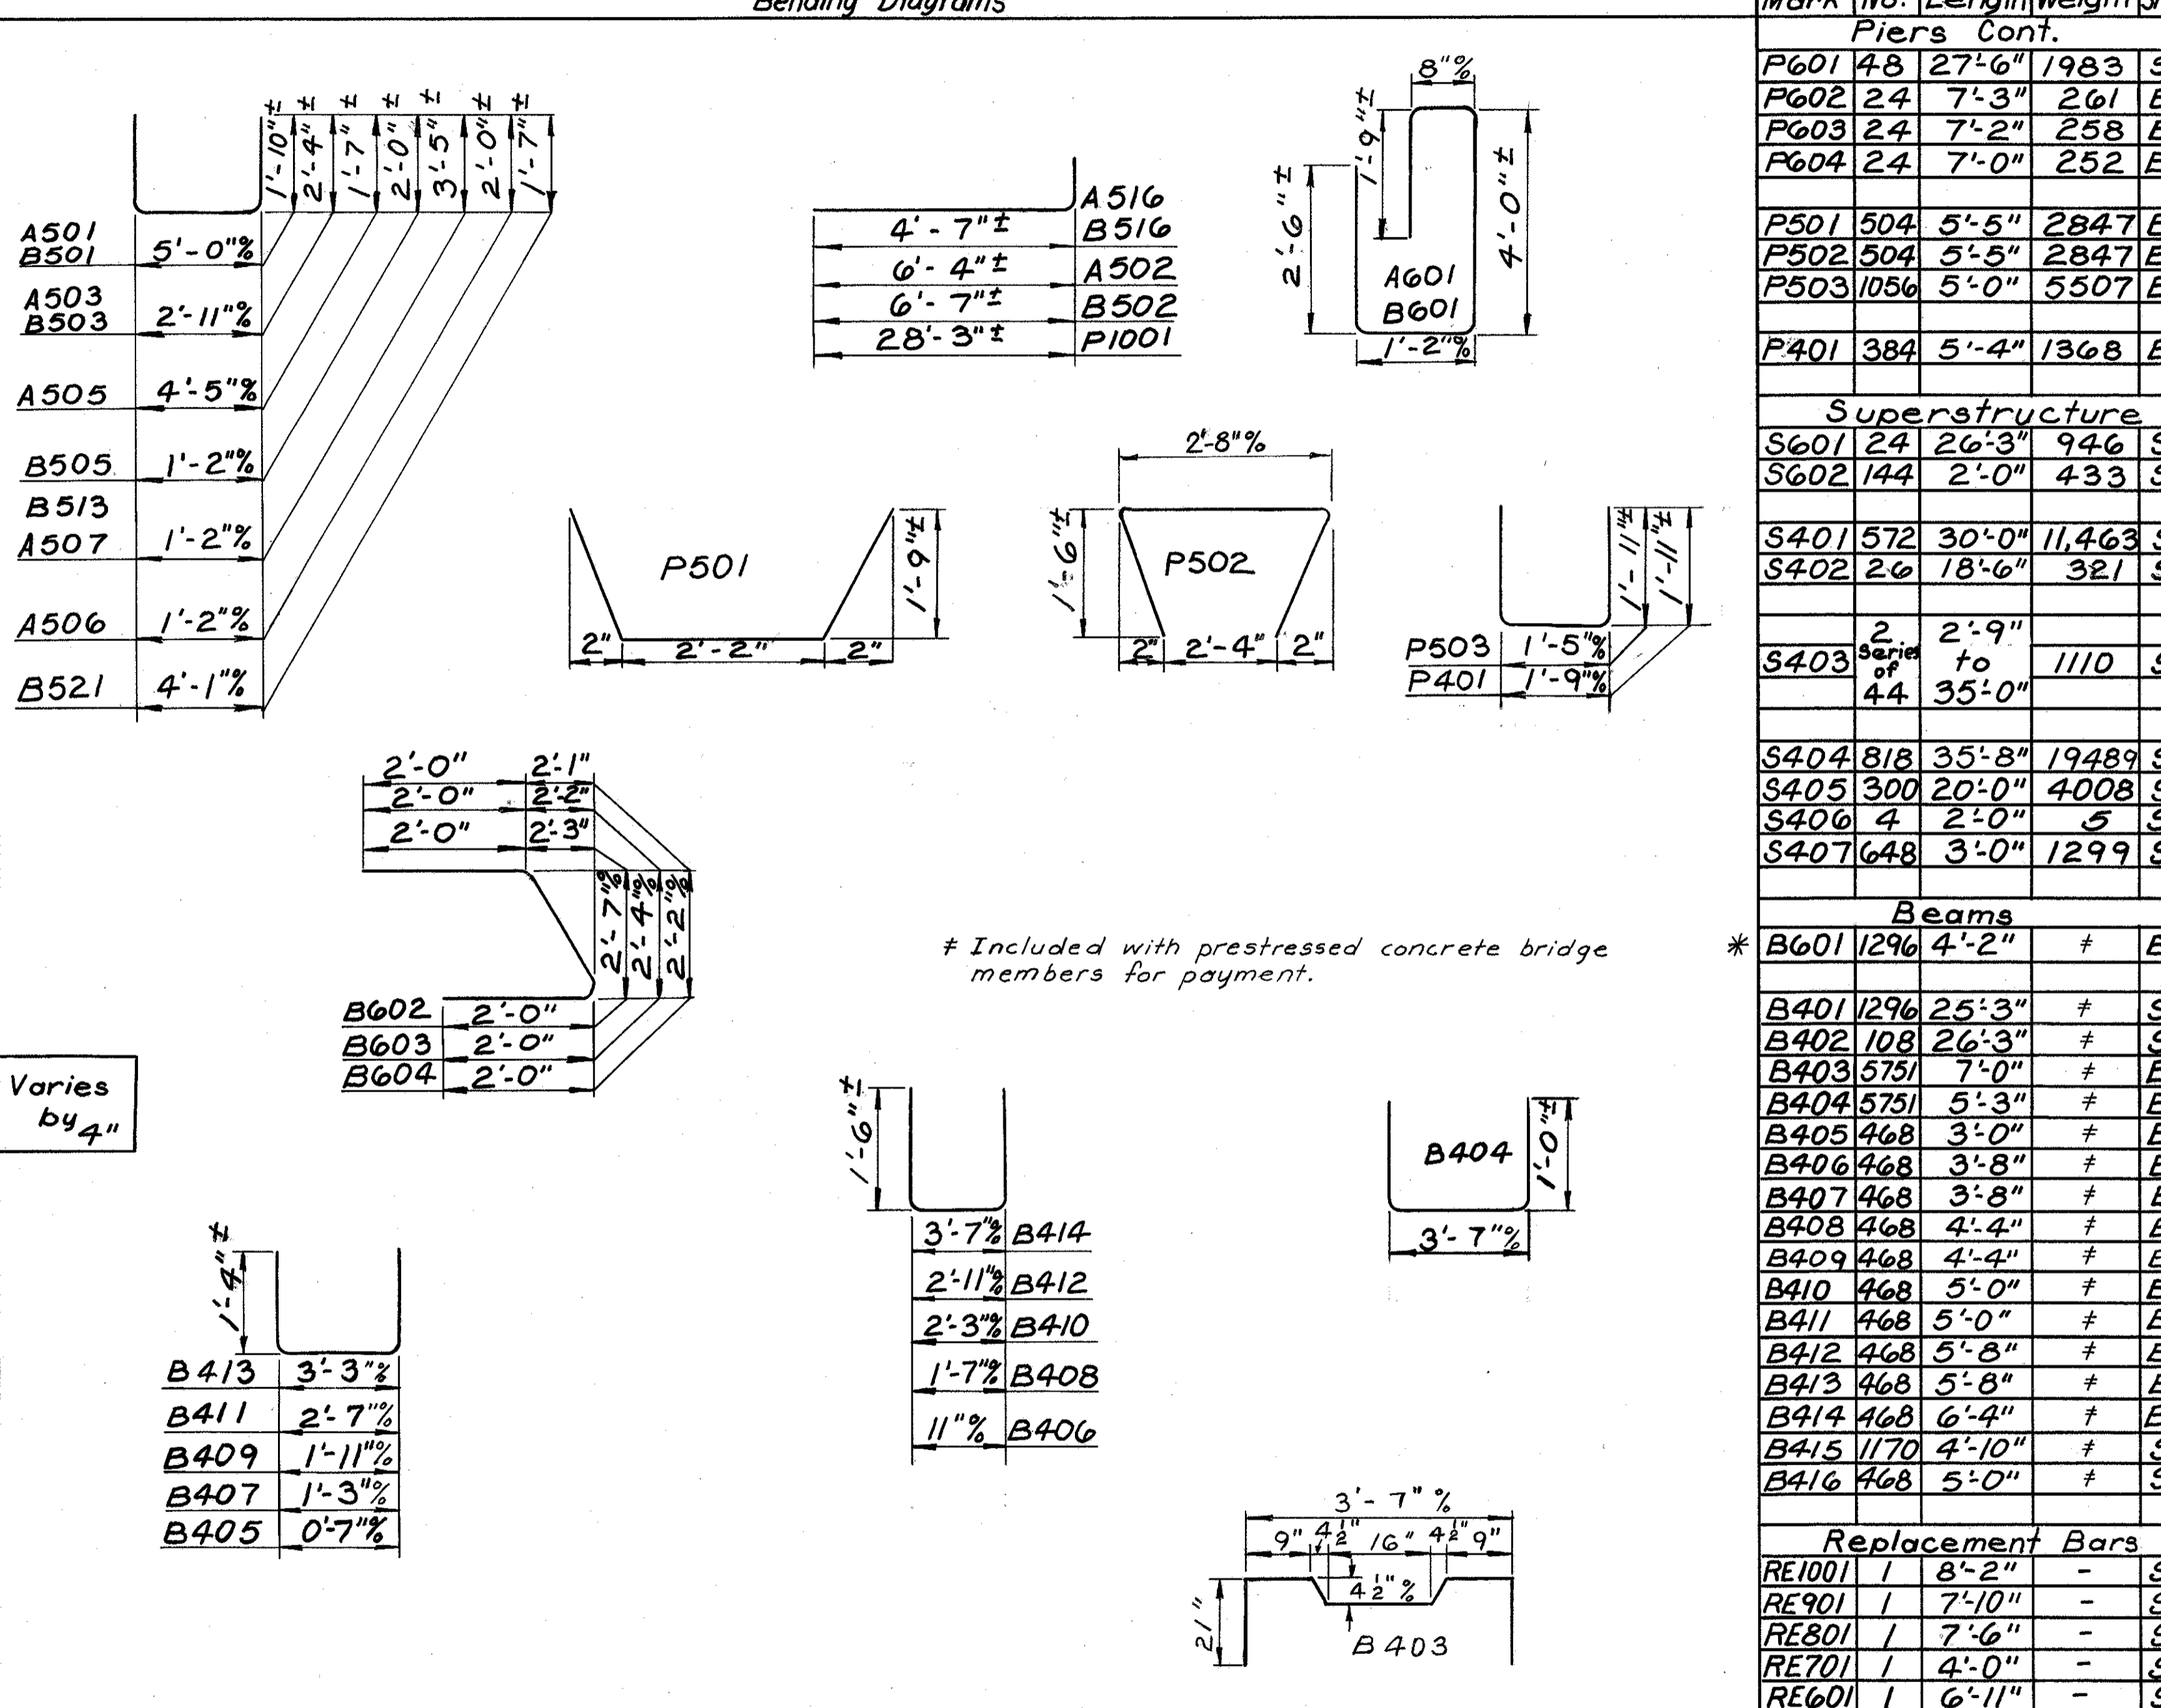 Bending Diagrams
1'-10"± 2'-4"± 1'-7"± 2'-0"± 3'-5"± 2'-0"± 1'-7"±
A501
B501 5'-0"%
A503
B503 2'-11"%
A505 4'-5"%
B505 1'-2"%
B513
A507 1'-2"%
A506 1'-2"%
B521 4'-1"%
A516
4'-7"± B516
6'-4"± A502
6'-7"± B502
28'-3"± P1001
8"%
1'-9"±
2'-6"±
4'-0"±
A601
B601
1'-2"%
P501
1'-9"±
2" 2'-2" 2"
2'-8"%
1'-6"±
P502
2" 2'-4" 2"
1'-11"± 1'-11"±
P503 1'-5"%
P401 1'-9"%
2'-0" 2'-1"
2'-0" 2'-2"
2'-0" 2'-3"
2'-7"% 2'-4"% 2'-2"%
B602 2'-0"
B603 2'-0"
B604 2'-0"
ǂ Included with prestressed concrete bridge
members for payment.
Varies
by 4"
1'-4"±
B413 3'-3"%
B411 2'-7"%
B409 1'-11"%
B407 1'-3"%
B405 0'-7"%
1'-6"±
3'-7"% B414
2'-11"% B412
2'-3"% B410
1'-7"% B408
11"% B406
B404
1'-0"±
3'-7"%
3'-7"%
9" 4½" 16" 4½" 9"
4½"%
21"
B403
Mark No. Length Weight
Piers Cont.
P601 48 27'-6" 1983 S
P602 24 7'-3" 261 B
P603 24 7'-2" 258 B
P604 24 7'-0" 252 B
P501 504 5'-5" 2847 B
P502 504 5'-5" 2847 B
P503 1056 5'-0" 5507 B
P401 384 5'-4" 1368 B
Superstructure
S601 24 26'-3" 946 S
S602 144 2'-0" 433 S
S401 572 30'-0" 11,463 S
S402 26 18'-6" 321 S
S403 2 Series of 44 2'-9" to 35'-0" 1110 S
S404 818 35'-8" 19489 S
S405 300 20'-0" 4008 S
S406 4 2'-0" 5 S
S407 648 3'-0" 1299 S
Beams
* B601 1296 4'-2" ǂ B
B401 1296 25'-3" ǂ S
B402 108 26'-3" ǂ S
B403 5751 7'-0" ǂ B
B404 5751 5'-3" ǂ B
B405 468 3'-0" ǂ B
B406 468 3'-8" ǂ B
B407 468 3'-8" ǂ B
B408 468 4'-4" ǂ B
B409 468 4'-4" ǂ B
B410 468 5'-0" ǂ B
B411 468 5'-0" ǂ B
B412 468 5'-8" ǂ B
B413 468 5'-8" ǂ B
B414 468 6'-4" ǂ B
B415 1170 4'-10" ǂ S
B416 468 5'-0" ǂ S
Replacement Bars
RE1001 1 8'-2" - S
RE901 1 7'-10" - S
RE801 1 7'-6" - S
RE701 1 4'-0" - S
RE601 1 6'-11" - S